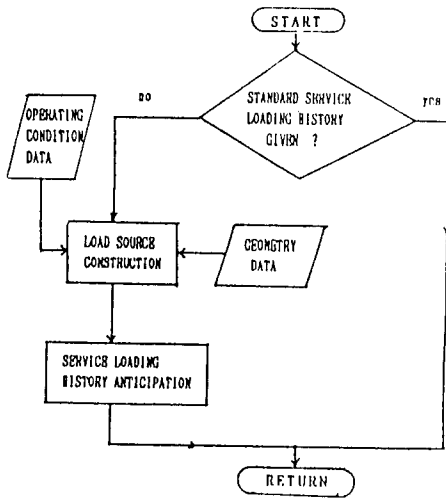 START
no
yes
STANDARD SERVICE
LOADING HISTORY
GIVEN ?
OPERATING
CONDITION
DATA
LOAD SOURCE
CONSTRUCTION
GEOMTRY
DATA
SERVICE LOADING
HISTORY ANTICIPATION
RETURN